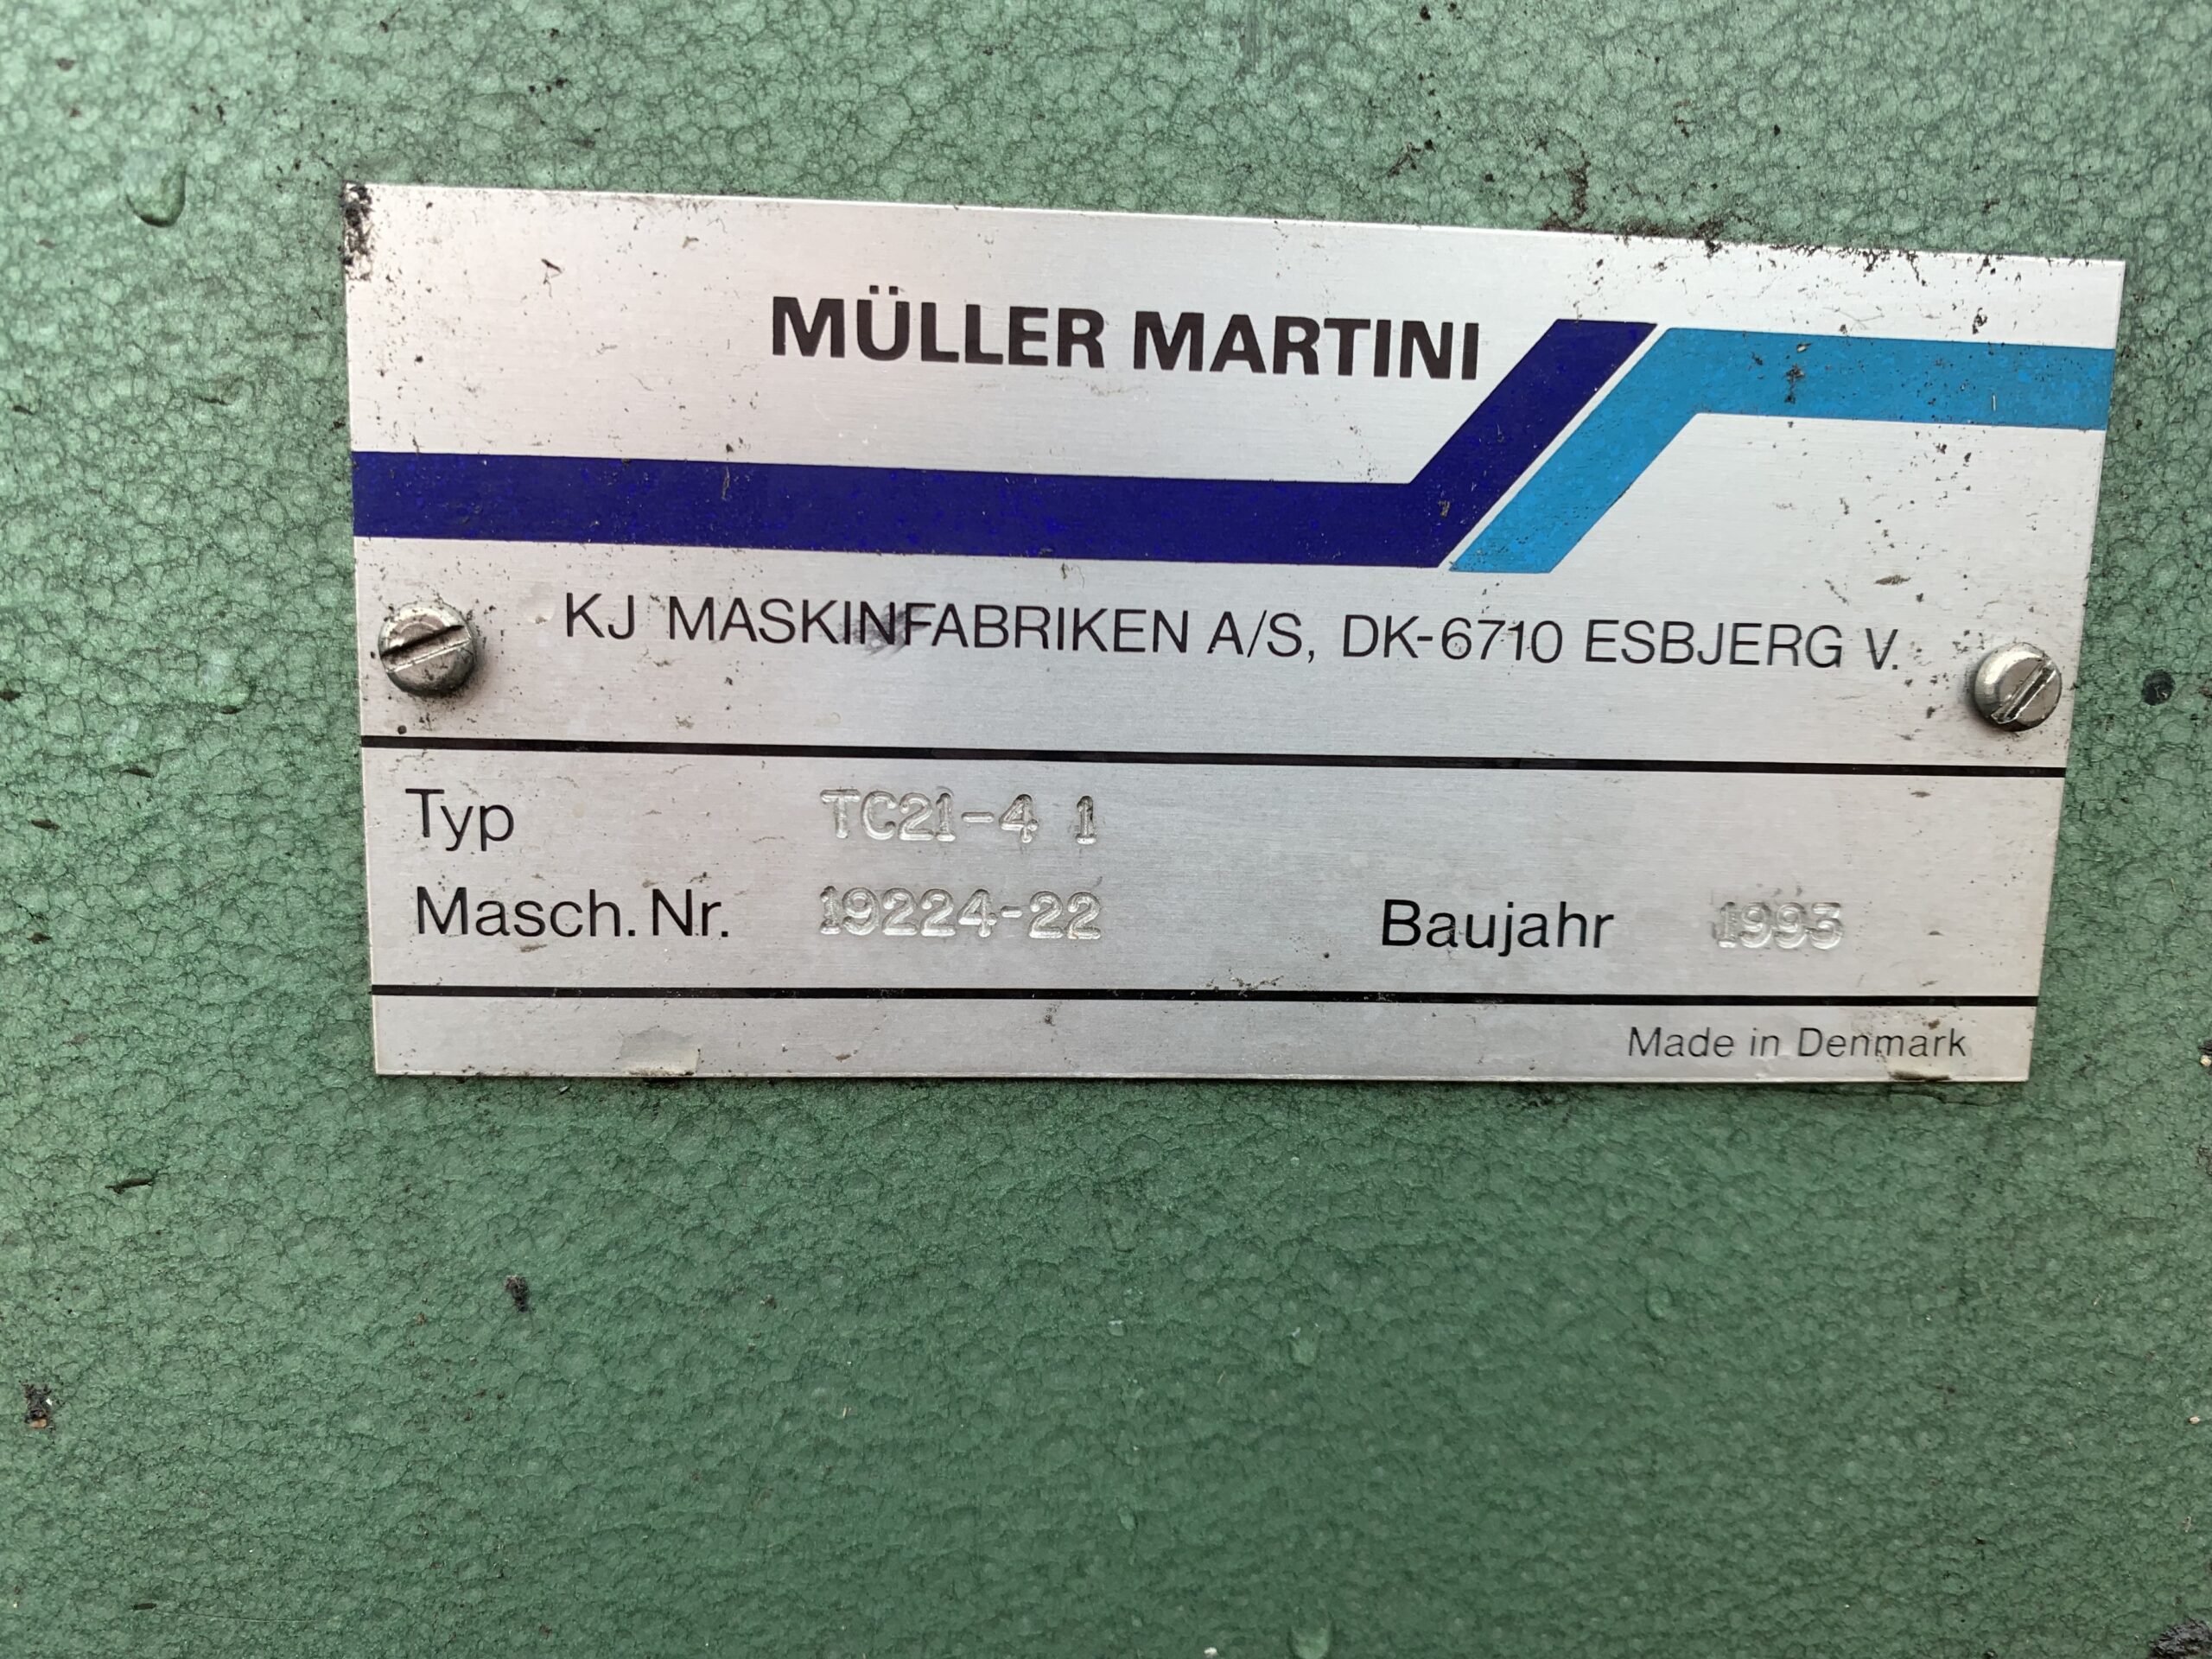 MÜLLER MARTINI
KJ MASKINFABRIKEN A/S, DK-6710 ESBJERG V.
Typ TC21-4 1
Masch. Nr. 19224-22 Baujahr 1993
Made in Denmark